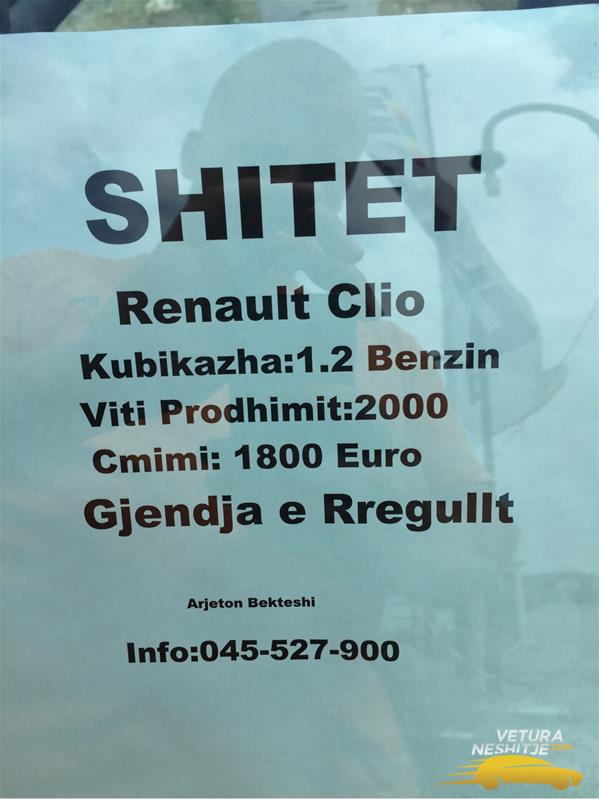 SHITET
Renault Clio
Kubikazha:1.2 Benzin
Viti Prodhimit:2000
Cmimi: 1800 Euro
Gjendja e Rregullt
Arjeton Bekteshi
Info:045-527-900
VETURA
NESHITJE.COM